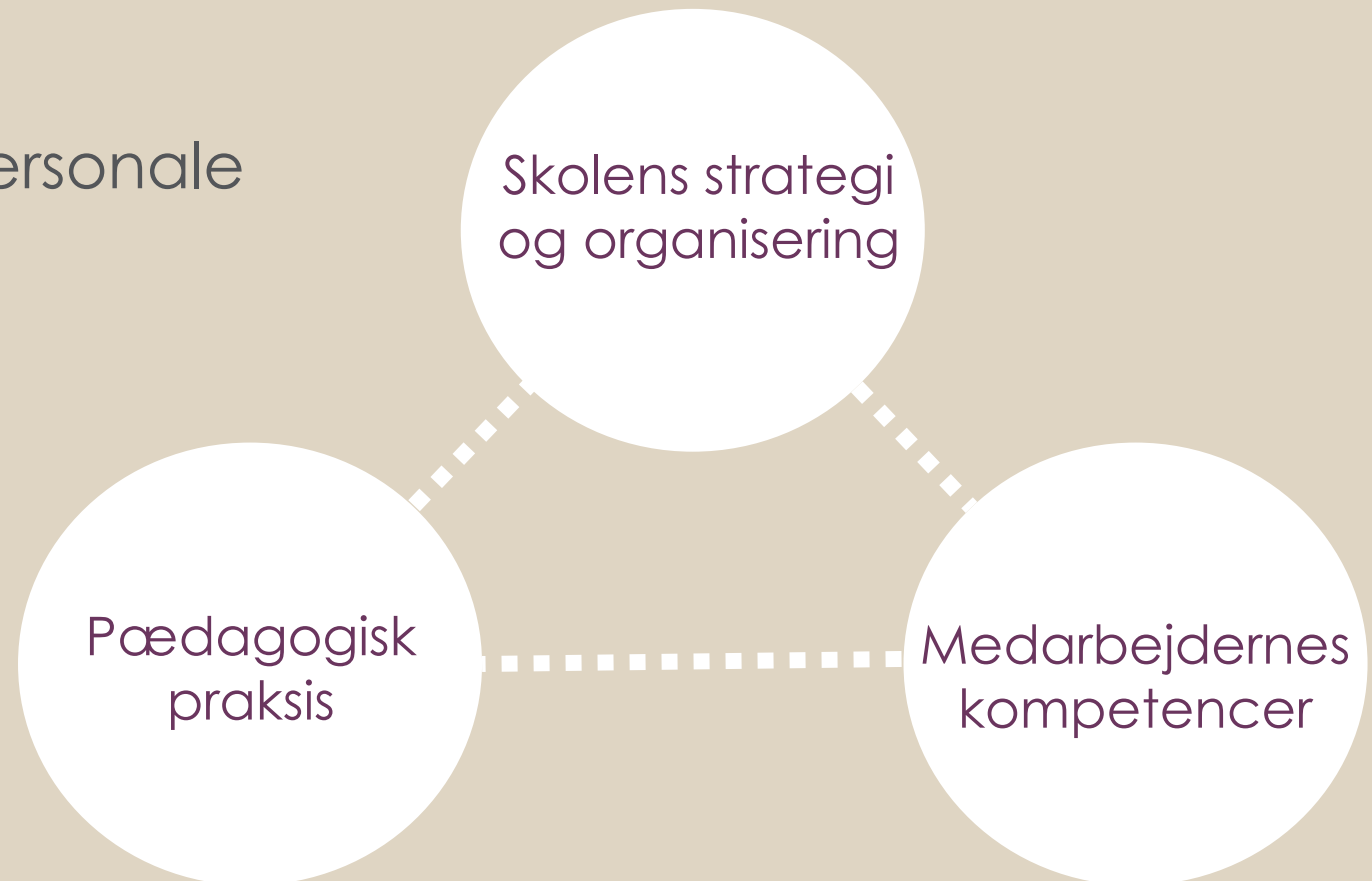 ersonale
Skolens strategi
og organisering
Pædagogisk
praksis
Medarbejdernes
kompetencer